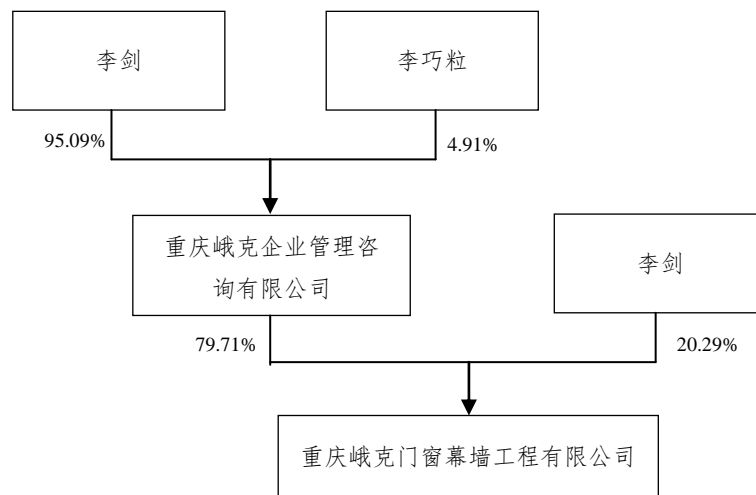 李剑
李巧粒
95.09%
4.91%
重庆峨克企业管理咨
询有限公司
李剑
79.71%
20.29%
重庆峨克门窗幕墙工程有限公司